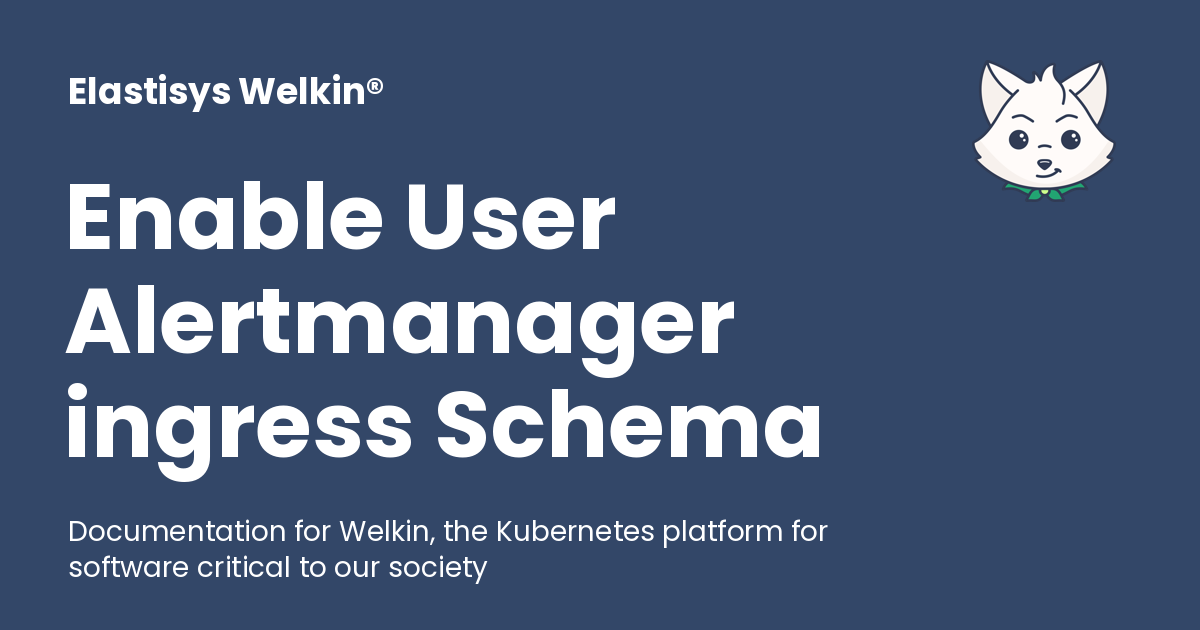 Elastisys Welkin®
Enable User
Alertmanager
ingress Schema
Documentation for Welkin, the Kubernetes platform for
software critical to our society